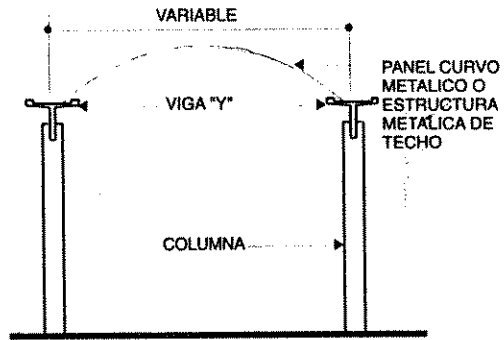 VARIABLE
PANEL CURVO
METALICO O
ESTRUCTURA
METALICA DE
TECHO
VIGA "Y"
COLUMNA